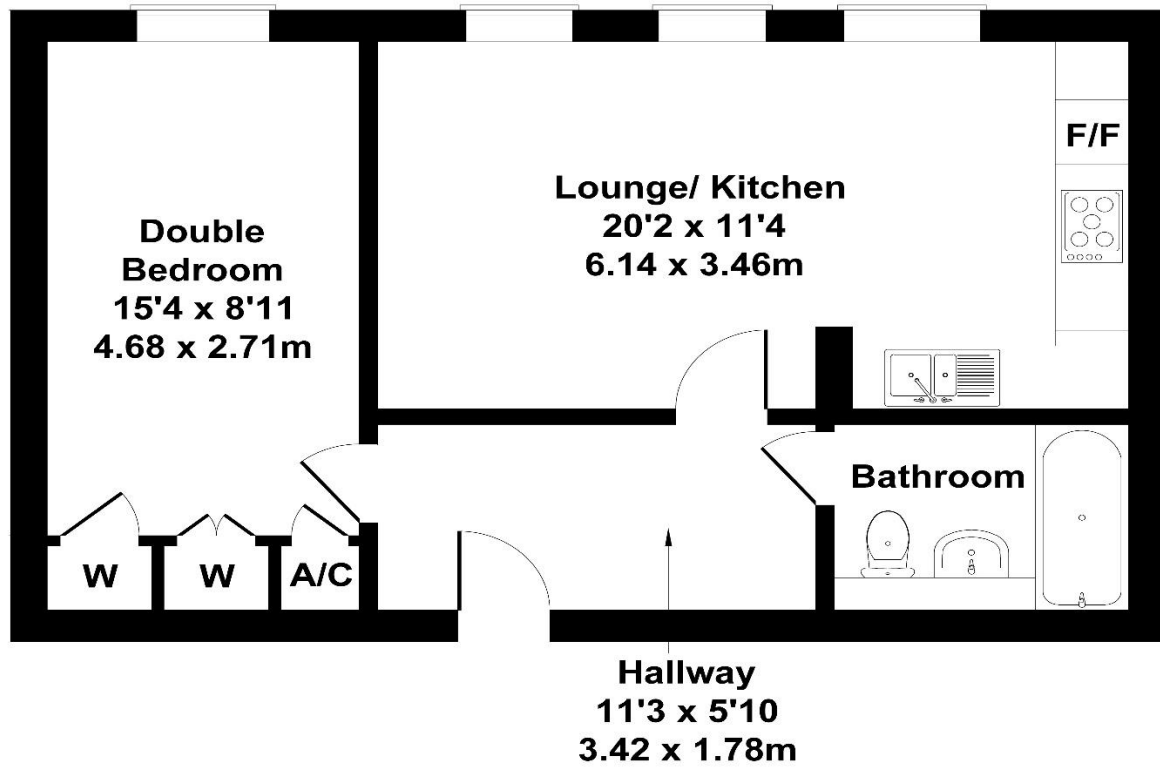 Double
Bedroom
15'4 x 8'11
4.68 x 2.71m
Lounge/ Kitchen
20'2 x 11'4
6.14 x 3.46m
F/F
Bathroom
W
W
A/C
Hallway
11'3 x 5'10
3.42 x 1.78m